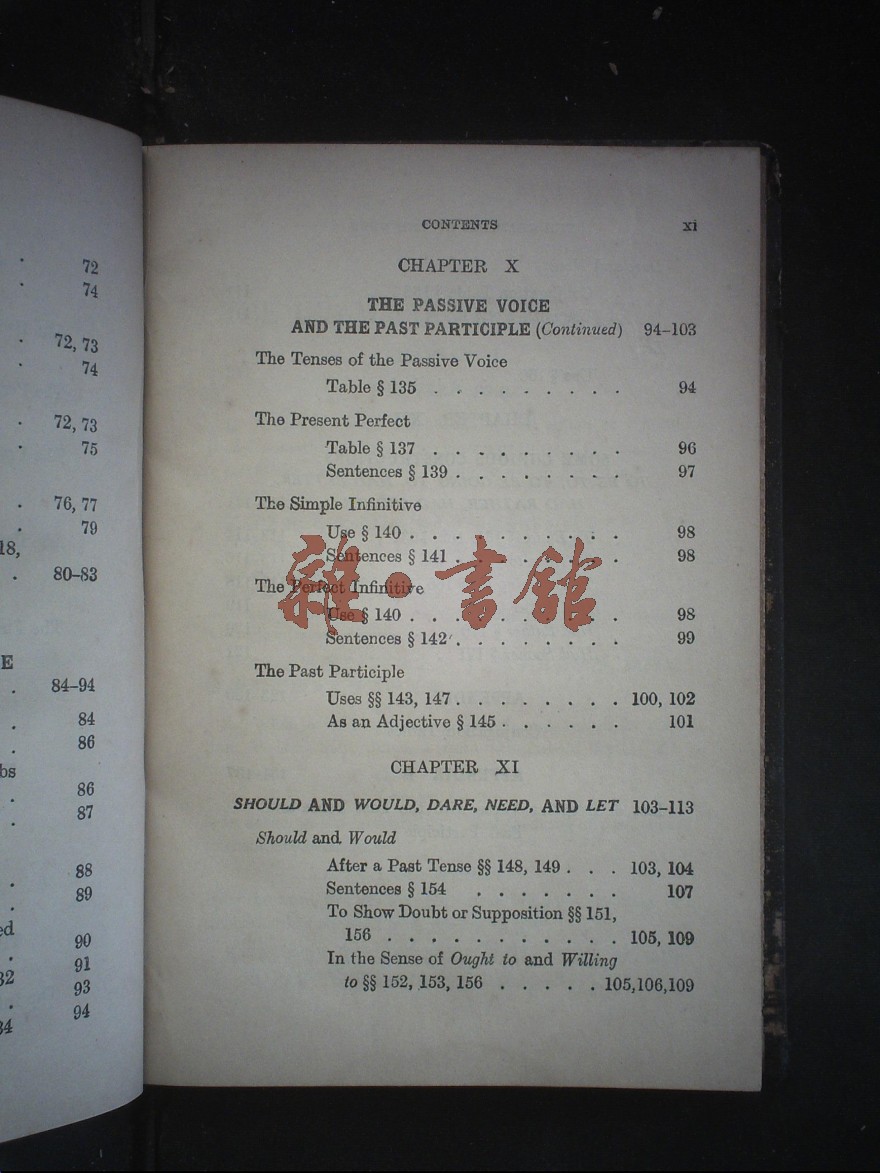 72
74
72, 73
74
72, 73
75
76, 77
79
18,
80–83
E
84–94
84
86
bs
86
87
88
89
ed
90
91
32
93
94
34
CONTENTS xi
CHAPTER X
THE PASSIVE VOICE
AND THE PAST PARTICIPLE (Continued) 94–103
The Tenses of the Passive Voice
Table § 135 . . . . . . . . . 94
The Present Perfect
Table § 137 . . . . . . . . . 96
Sentences § 139 . . . . . . . . 97
The Simple Infinitive
Use § 140 . . . . . . . . . . 98
Sentences § 141 . . . . . . . . 98
The Perfect Infinitive
Use § 140 . . . . . . . . . . 98
Sentences § 142 . . . . . . . . 99
The Past Participle
Uses §§ 143, 147 . . . . . . . . 100, 102
As an Adjective § 145 . . . . . . 101
CHAPTER XI
SHOULD AND WOULD, DARE, NEED, AND LET 103–113
Should and Would
After a Past Tense §§ 148, 149 . . . 103, 104
Sentences § 154 . . . . . . . 107
To Show Doubt or Supposition §§ 151,
156 . . . . . . . . . . . 105, 109
In the Sense of Ought to and Willing
to §§ 152, 153, 156 . . . . . 105,106,109
雜·書館